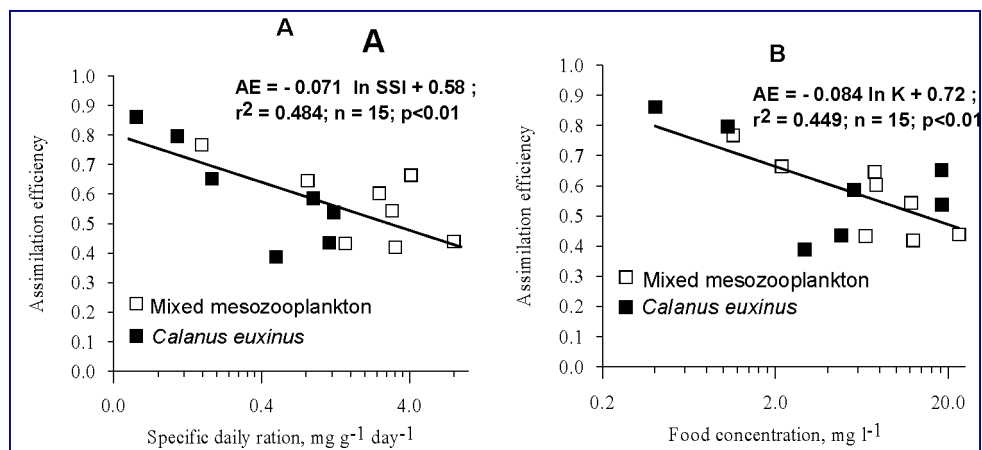 A
A
AE = - 0.071 ln SSI + 0.58 ;
r2 = 0.484; n = 15; p<0.01
1.0
0.9
0.8
0.7
0.6
0.5
0.4
0.3
0.2
0.1
0.0
Assimilation efficiency
Mixed mesozooplankton
Calanus euxinus
0.0 0.4 4.0
Specific daily ration, mg g-1 day-1
B
AE = - 0.084 ln K + 0.72 ;
r2 = 0.449; n = 15; p<0.01
1.0
0.9
0.8
0.7
0.6
0.5
0.4
0.3
0.2
0.1
0.0
Assimilation efficiency
Mixed mesozooplankton
Calanus euxinus
0.2 2.0 20.0
Food concentration, mg l-1